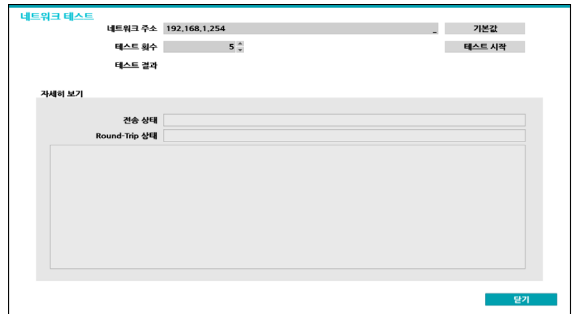 네트워크 테스트
네트워크 주소 192,168,1,254 기본값
테스트 횟수 5 테스트 시작
테스트 결과
자세히 보기
전송 상태
Round-Trip 상태
닫기